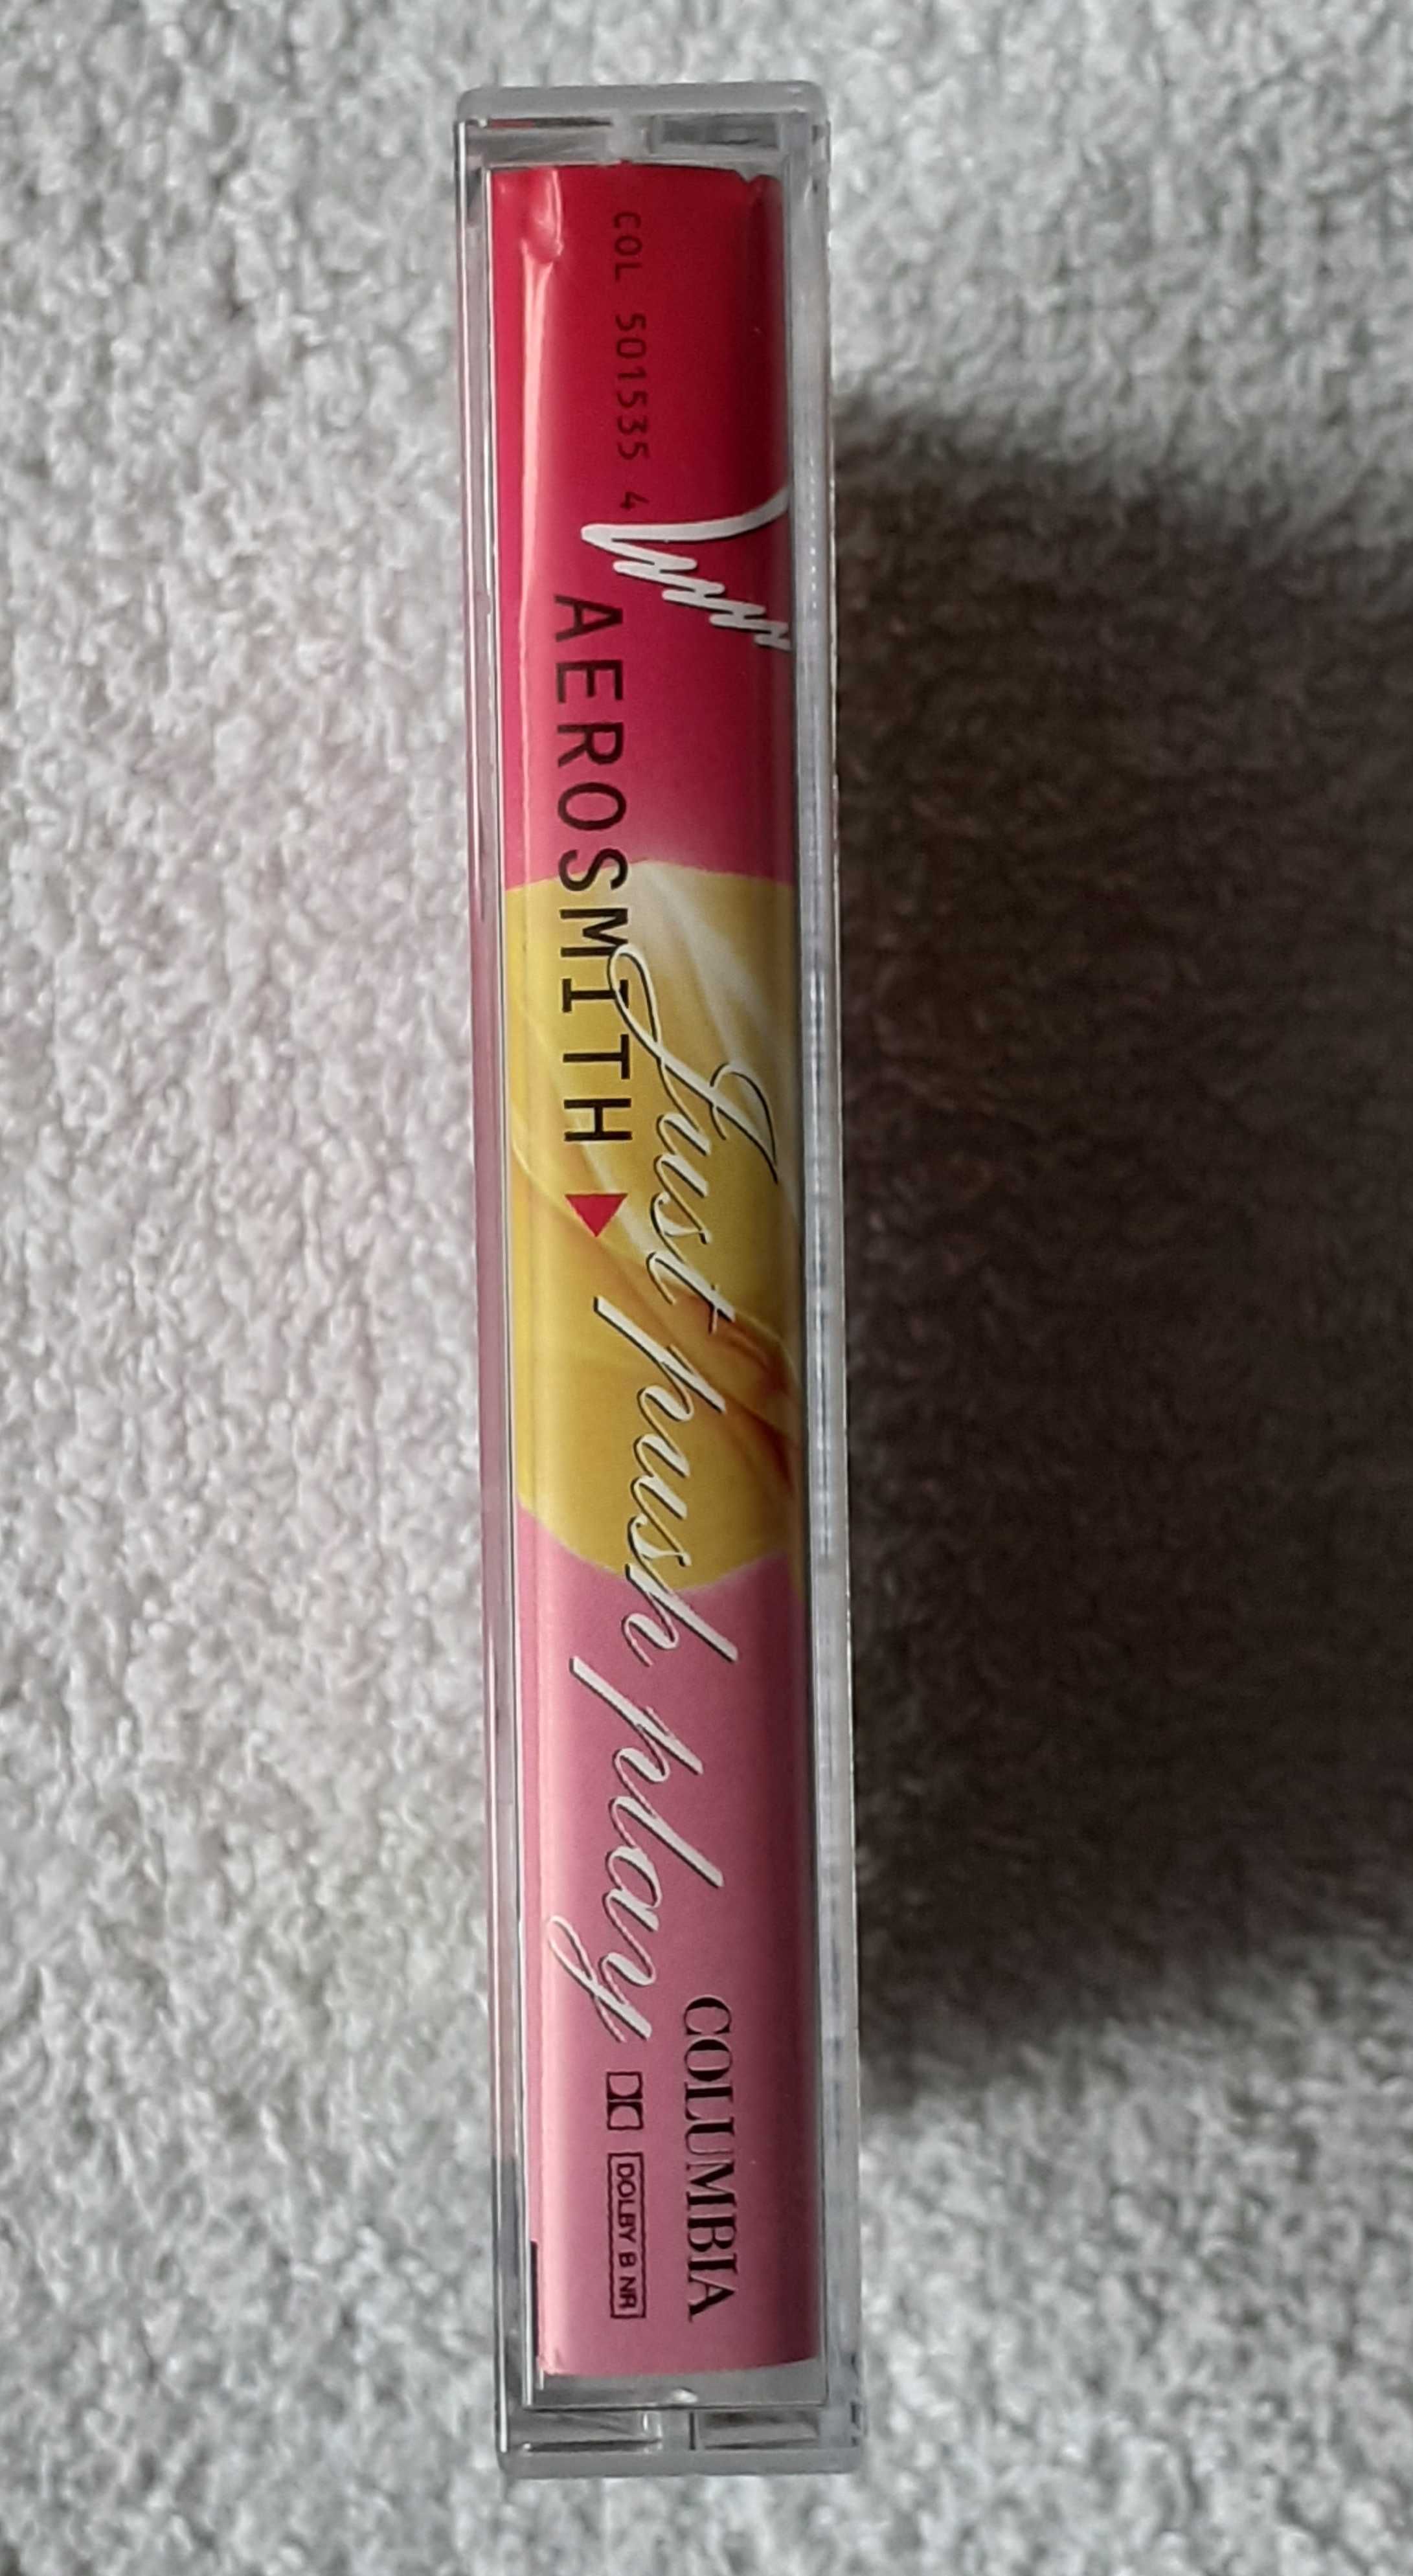 COL 501535 4
AEROSMITH
Just push play
COLUMBIA
DOLBY B NR